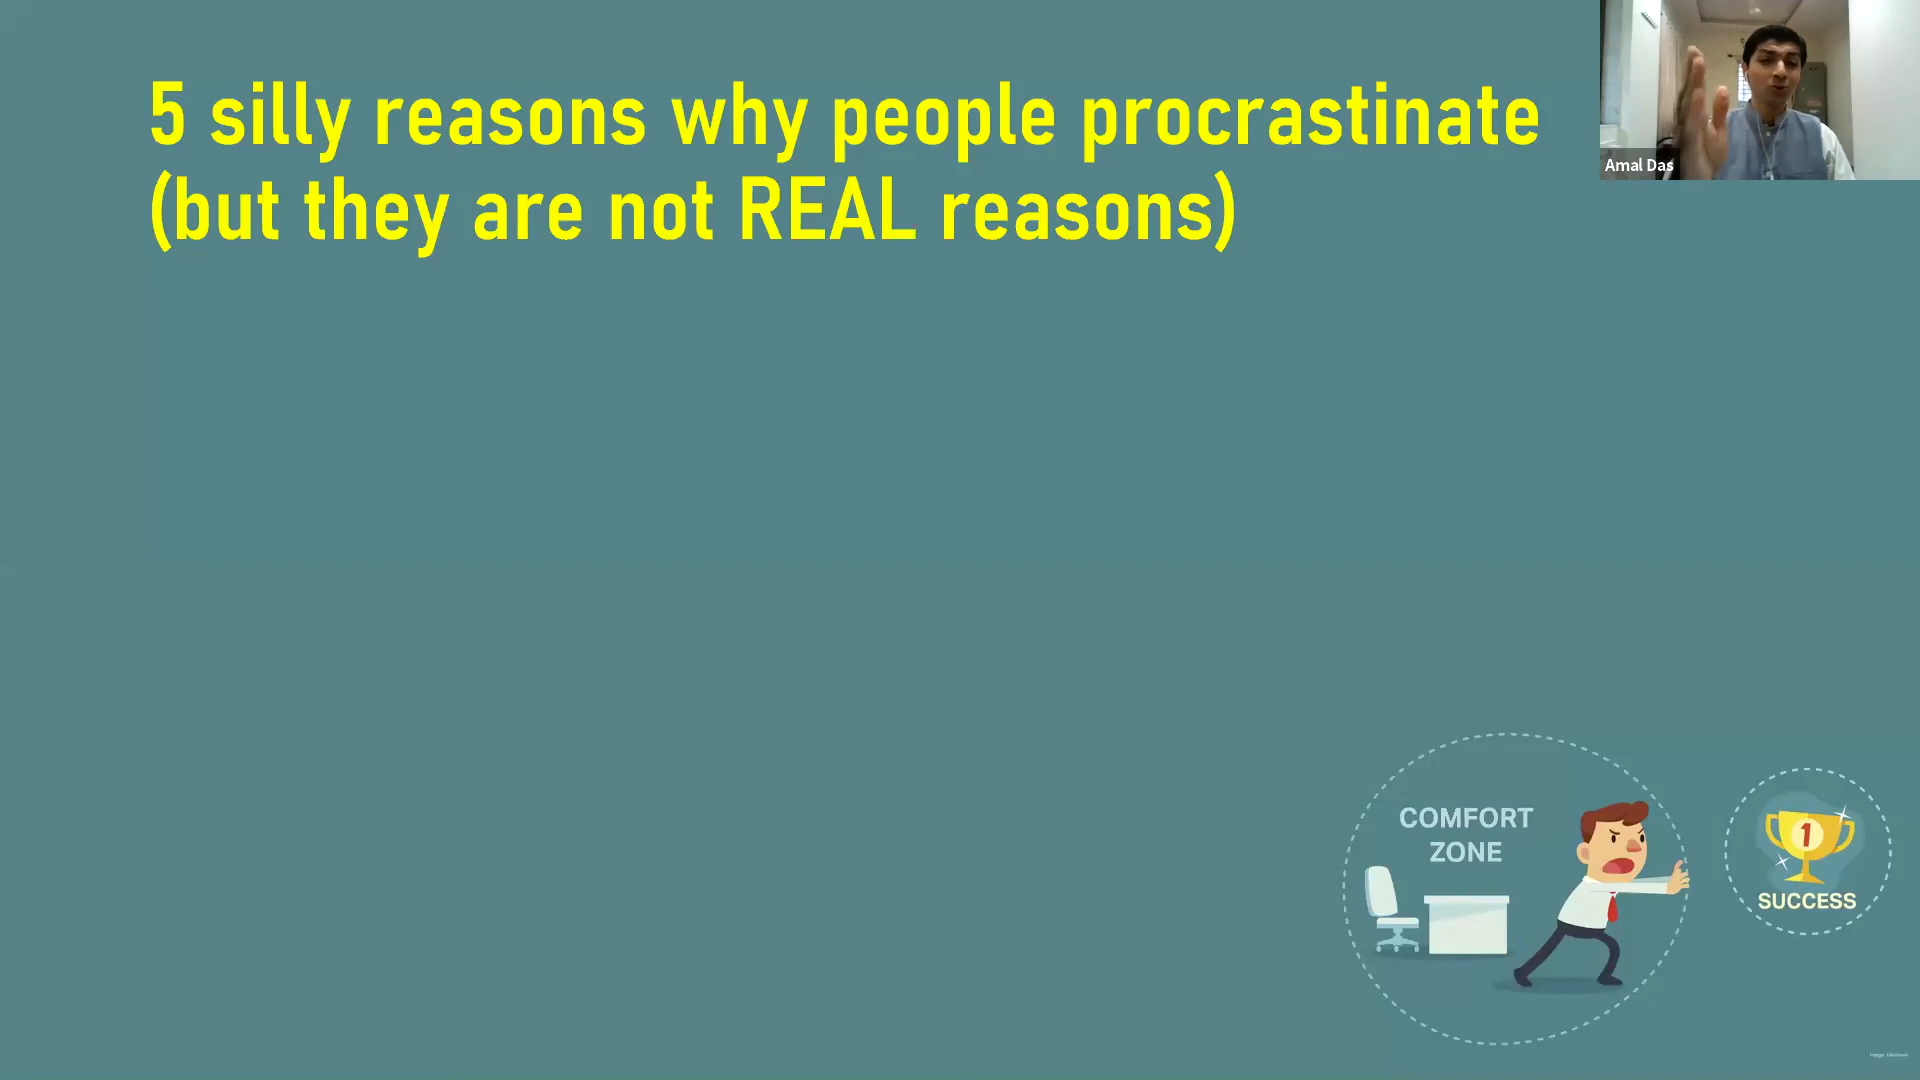 5 silly reasons why people procrastinate
(but they are not REAL reasons)
Amal Das
COMFORT
ZONE
1
SUCCESS